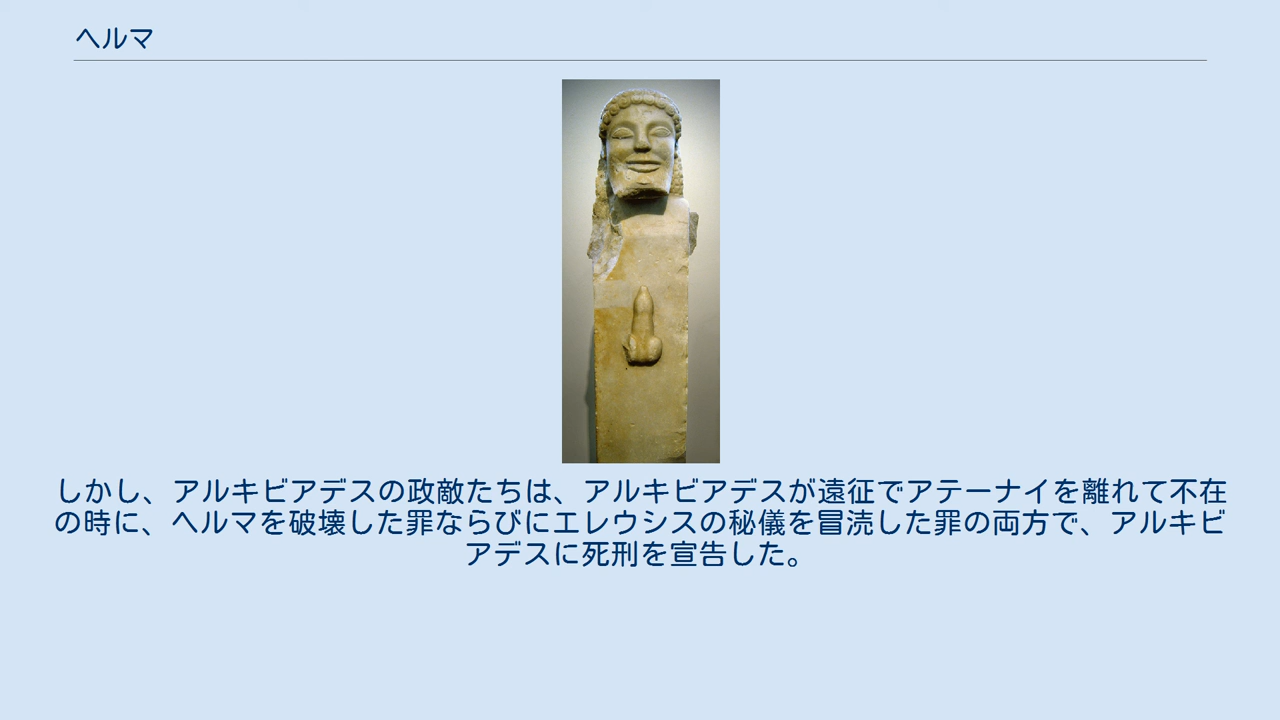 ヘルマ
しかし、アルキビアデスの政敵たちは、アルキビアデスが遠征でアテーナイを離れて不在
の時に、ヘルマを破壊した罪ならびにエレウシスの秘儀を冒涜した罪の両方で、アルキビ
アデスに死刑を宣告した。